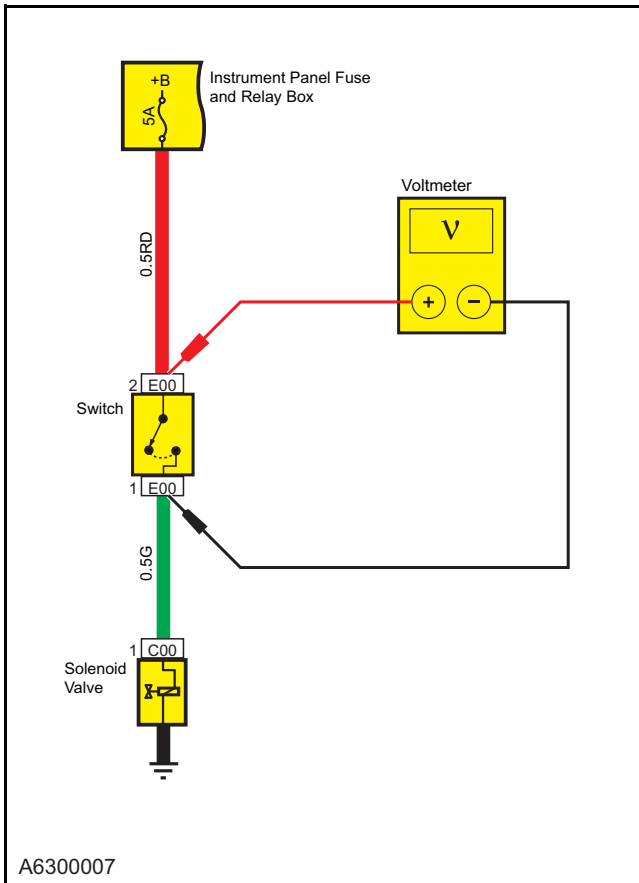 +B
5A
Instrument Panel Fuse
and Relay Box
0.5RD
Voltmeter
V
+ −
2 E00
Switch
1 E00
0.5G
1 C00
Solenoid
Valve
A6300007